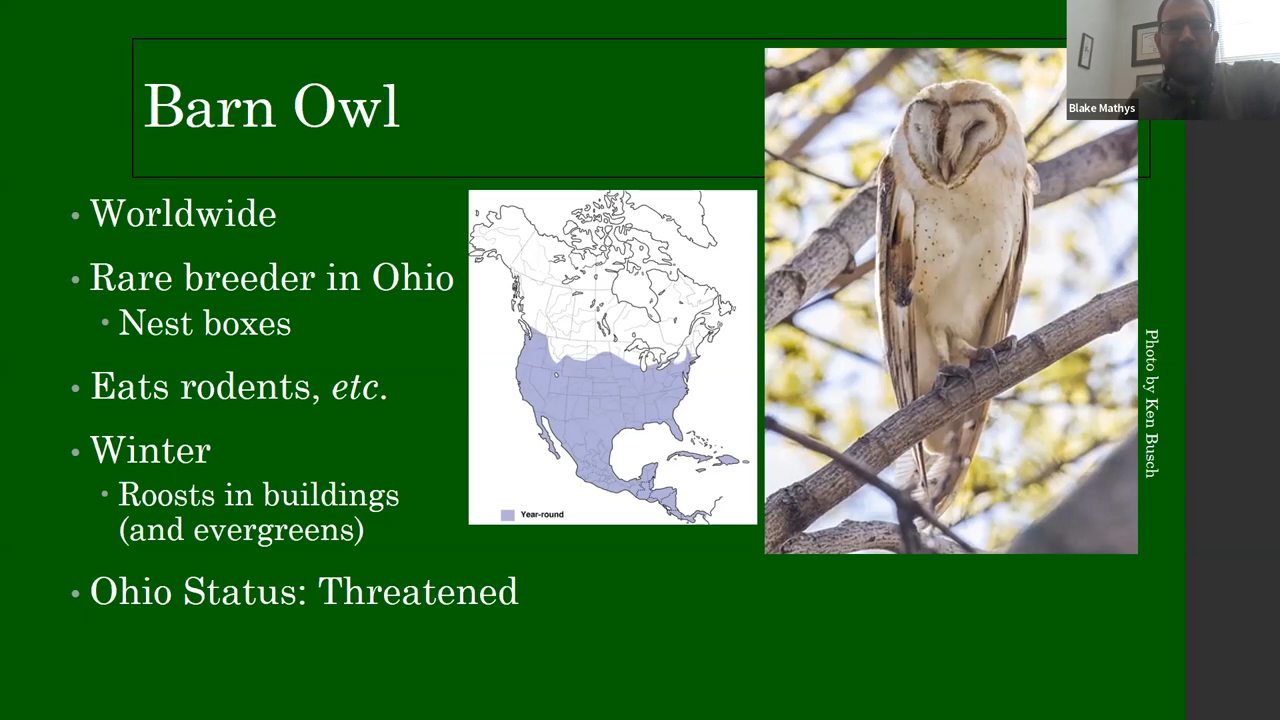 Barn Owl
Blake Mathys
• Worldwide
• Rare breeder in Ohio
• Nest boxes
• Eats rodents, etc.
• Winter
• Roosts in buildings
(and evergreens)
• Ohio Status: Threatened
Year-round
Photo by Ken Busch